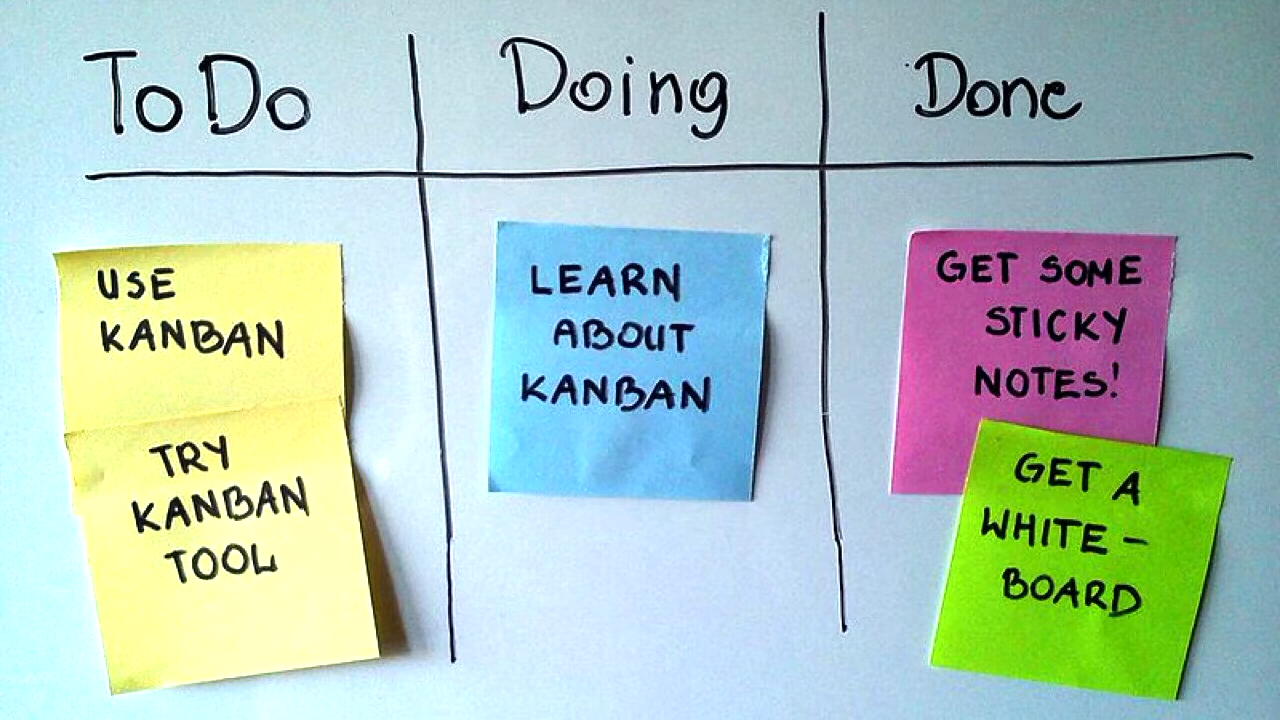 To Do
Doing
Done
USE
KANBAN
TRY
KANBAN
TOOL
LEARN
ABOUT
KANBAN
GET SOME
STICKY
NOTES!
GET A
WHITE-
BOARD